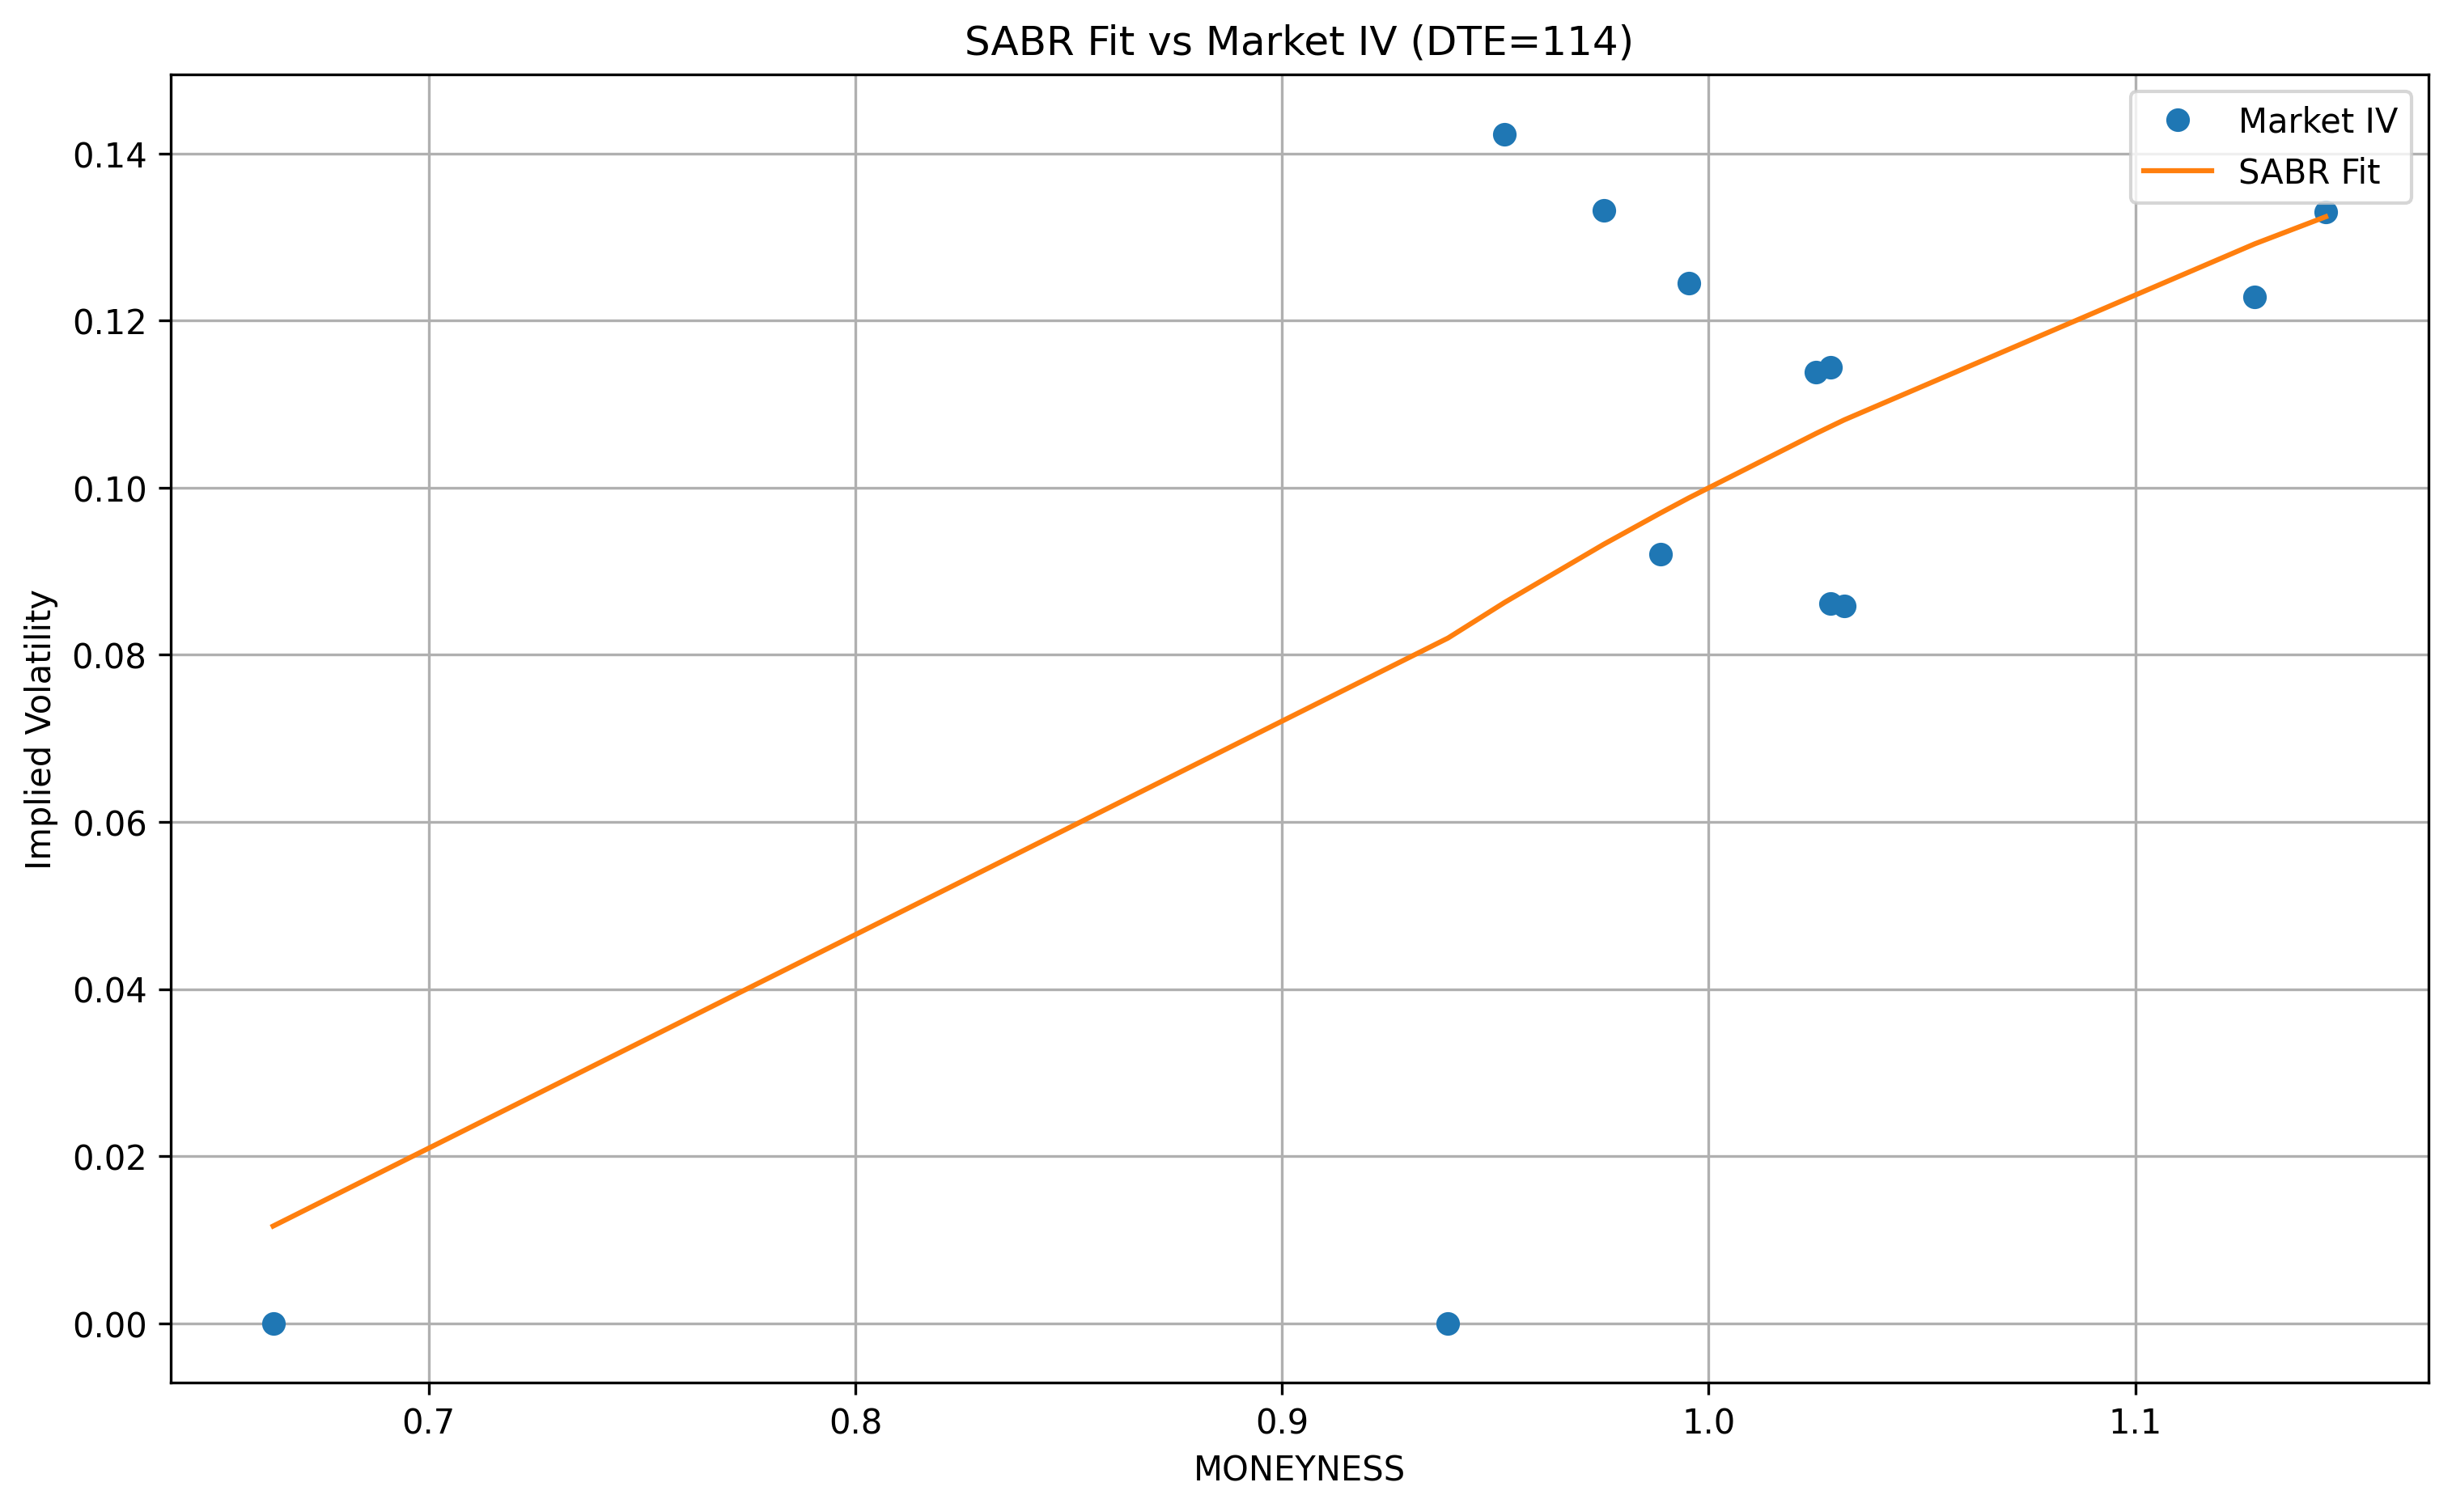 SABR Fit vs Market IV (DTE=114)
Market IV
SABR Fit
Implied Volatility
0.14
0.12
0.10
0.08
0.06
0.04
0.02
0.00
0.7 0.8 0.9 1.0 1.1
MONEYNESS